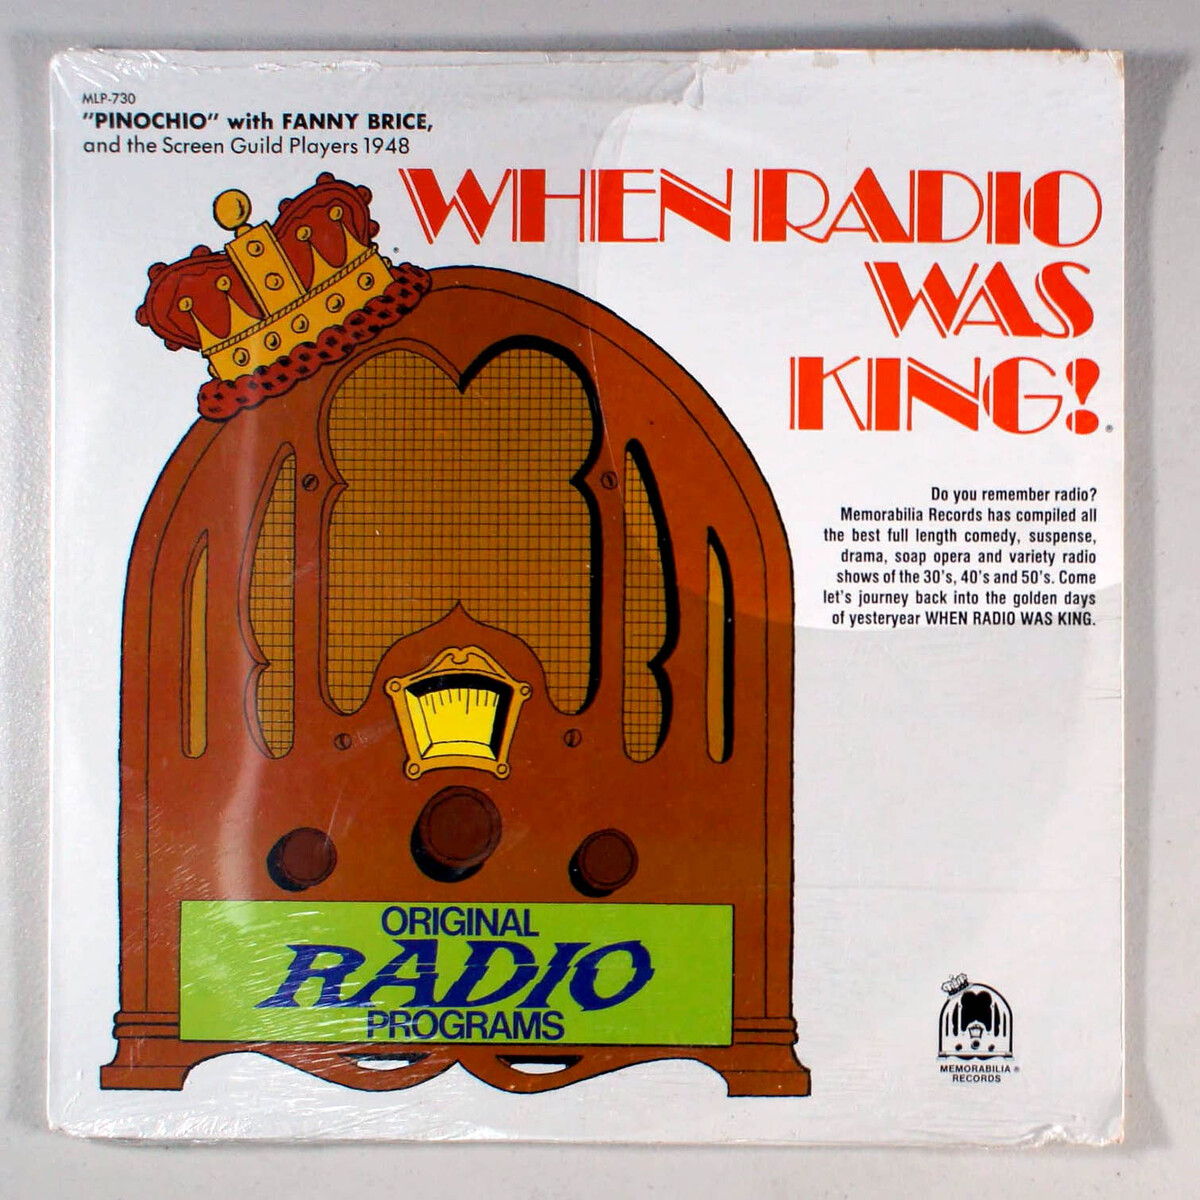 MLP-730
"PINOCHIO" with FANNY BRICE,
and the Screen Guild Players 1948
WHEN RADIO
WAS
KING!®
Do you remember radio?
Memorabilia Records has compiled all
the best full length comedy, suspense,
drama, soap opera and variety radio
shows of the 30's, 40's and 50's. Come
let's journey back into the golden days
of yesteryear WHEN RADIO WAS KING.
ORIGINAL
RADIO
PROGRAMS
MEMORABILIA ®
RECORDS